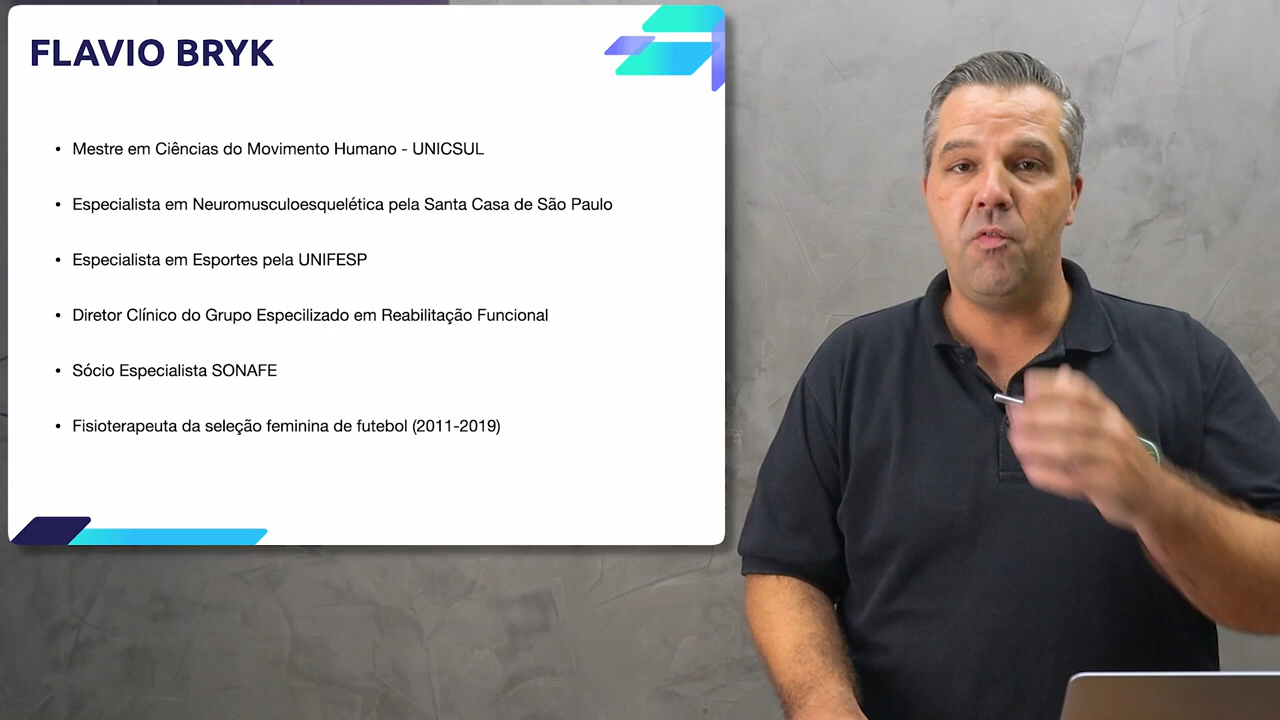 FLAVIO BRYK
• Mestre em Ciências do Movimento Humano - UNICSUL
• Especialista em Neuromusculoesquelética pela Santa Casa de São Paulo
• Especialista em Esportes pela UNIFESP
• Diretor Clínico do Grupo Especilizado em Reabilitação Funcional
• Sócio Especialista SONAFE
• Fisioterapeuta da seleção feminina de futebol (2011-2019)